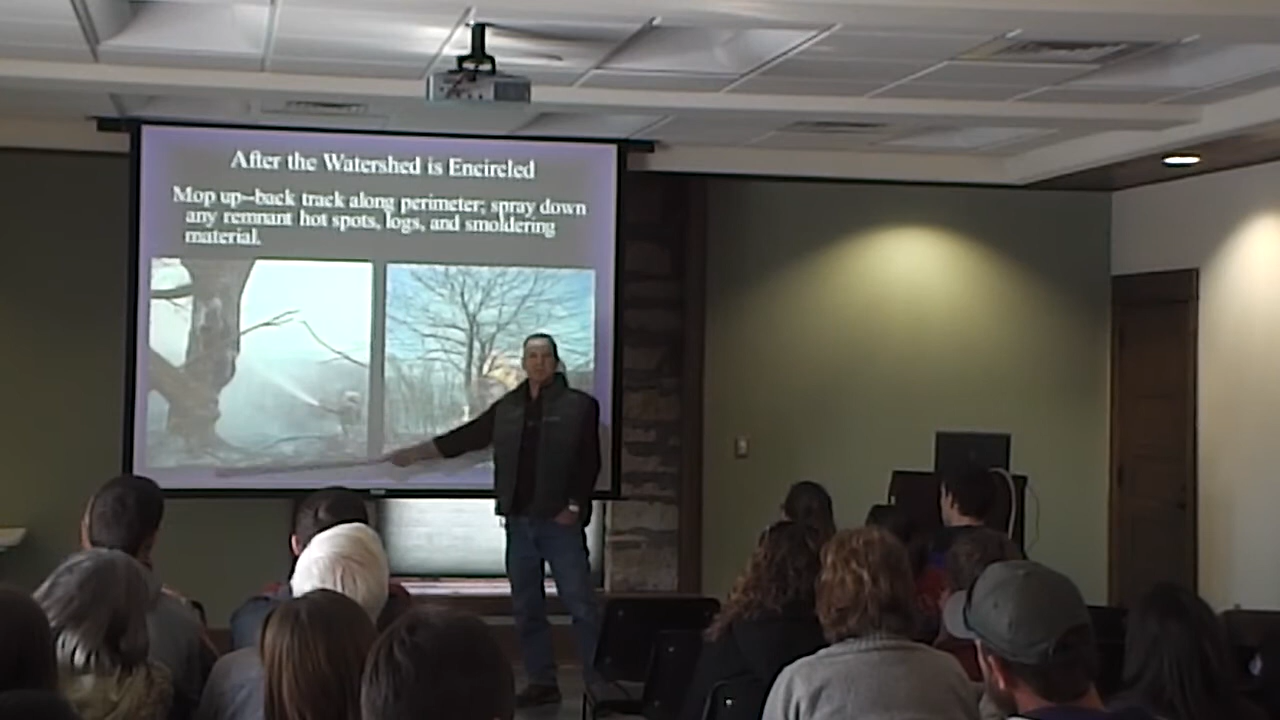 After the Watershed is Encircled
Mop up—back track along perimeter; spray down
any remnant hot spots, logs, and smoldering
material.